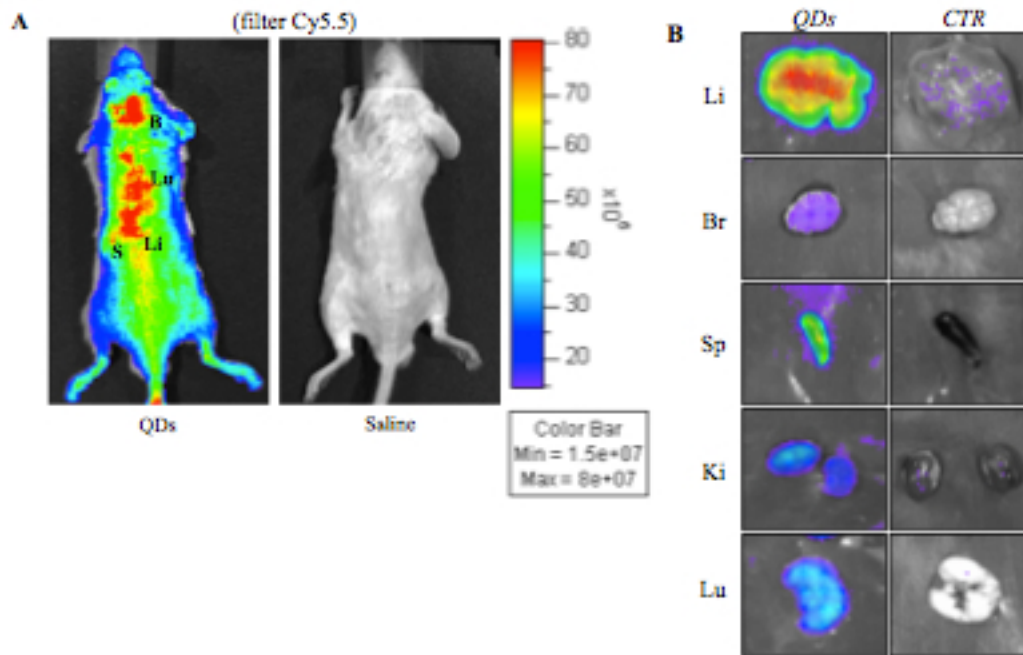 A
(filter Cy5.5)
B
Lu
S
Li
QDs
Saline
80
70
60
50
40
30
20
x10⁶
Color Bar
Min = 1.5e+07
Max = 8e+07
B
QDs
CTR
Li
Br
Sp
Ki
Lu